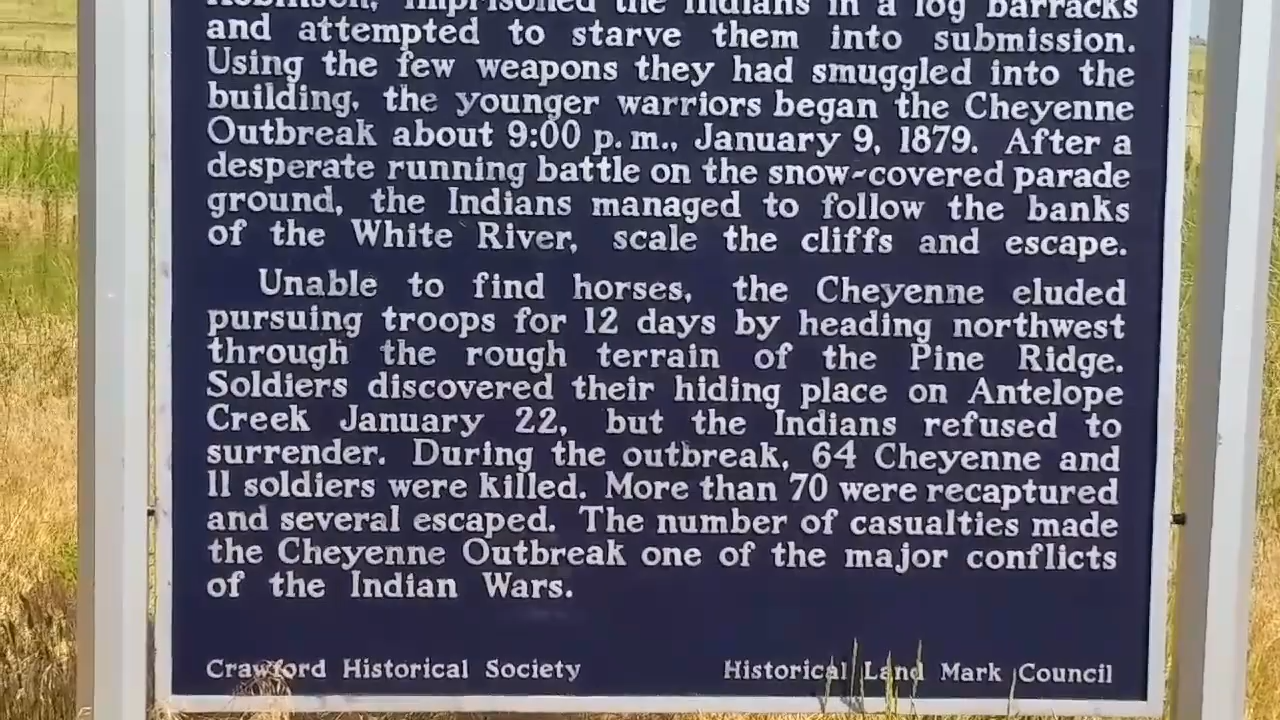 Robinson, imprisoned the Indians in a log barracks
and attempted to starve them into submission.
Using the few weapons they had smuggled into the
building, the younger warriors began the Cheyenne
Outbreak about 9:00 p.m., January 9, 1879. After a
desperate running battle on the snow-covered parade
ground, the Indians managed to follow the banks
of the White River, scale the cliffs and escape.
Unable to find horses, the Cheyenne eluded
pursuing troops for 12 days by heading northwest
through the rough terrain of the Pine Ridge.
Soldiers discovered their hiding place on Antelope
Creek January 22, but the Indians refused to
surrender. During the outbreak, 64 Cheyenne and
11 soldiers were killed. More than 70 were recaptured
and several escaped. The number of casualties made
the Cheyenne Outbreak one of the major conflicts
of the Indian Wars.
Crawford Historical Society Historical Land Mark Council